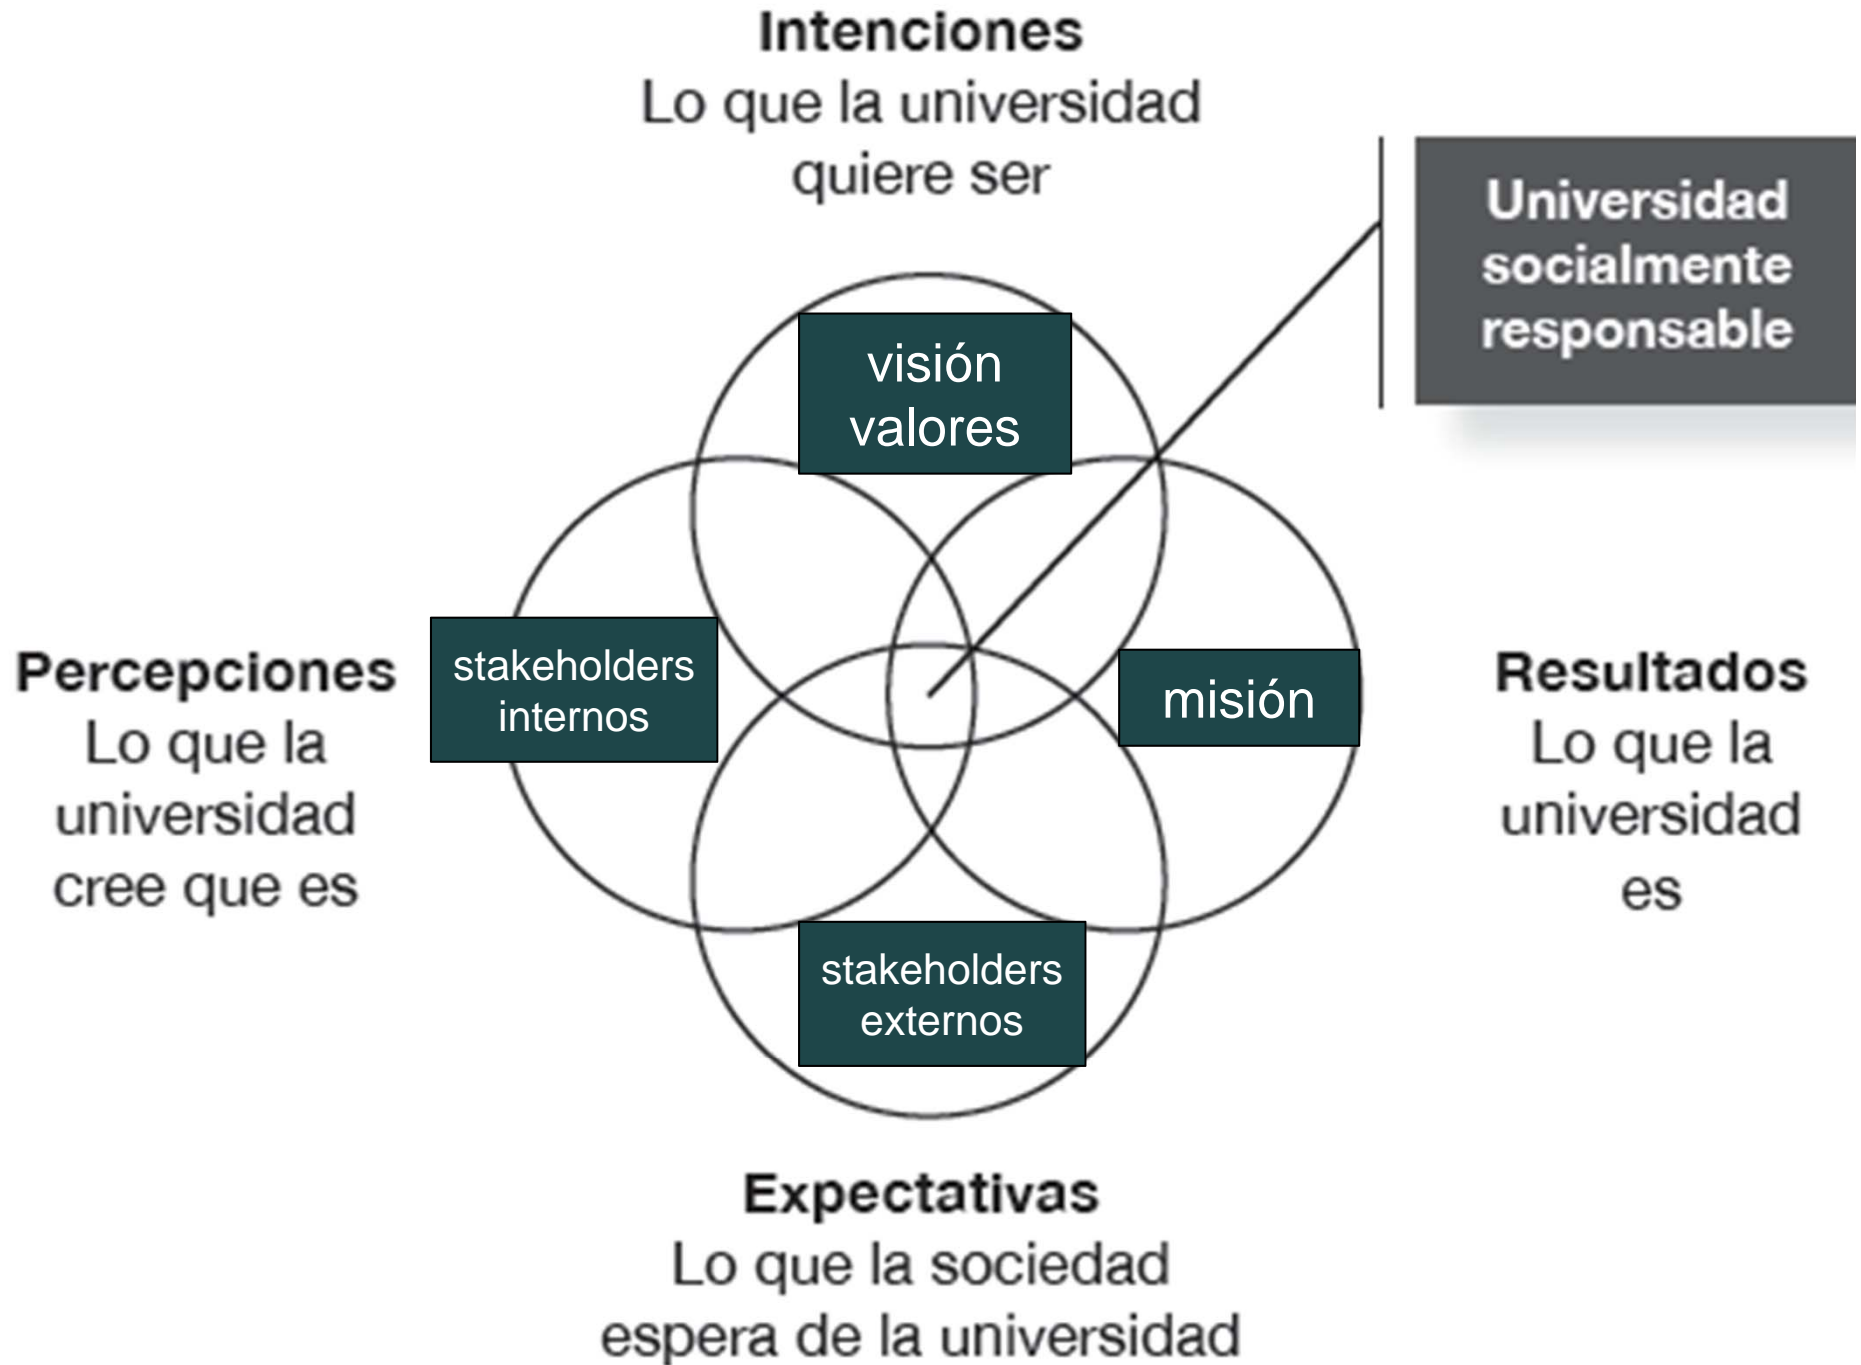 Intenciones
Lo que la universidad
quiere ser
Universidad
socialmente
responsable
visión
valores
Percepciones
Lo que la
universidad
cree que es
stakeholders
internos
misión
Resultados
Lo que la
universidad
es
stakeholders
externos
Expectativas
Lo que la sociedad
espera de la universidad